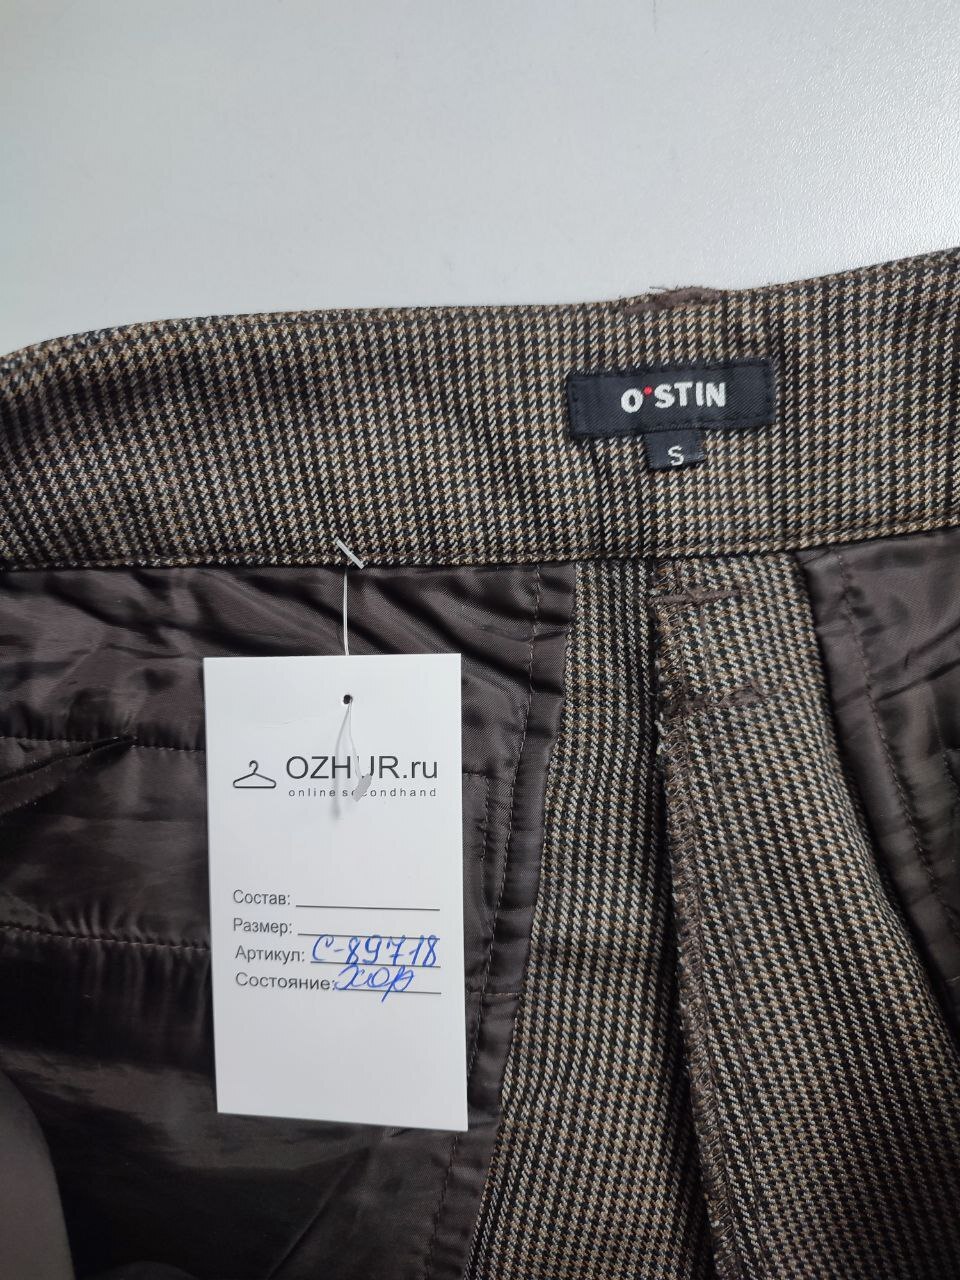 O'STIN
S
OZHUR.ru
online secondhand
Состав:
Размер:
Артикул: С-89718
Состояние: хор